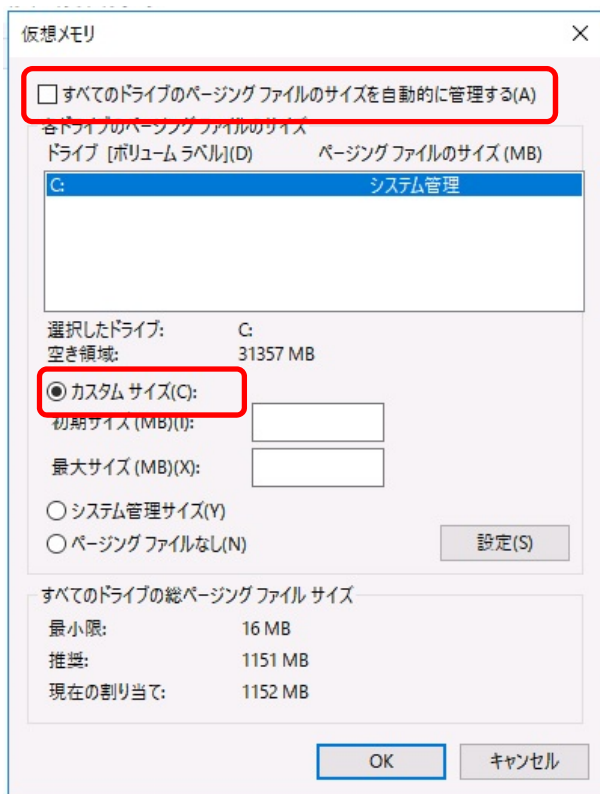 仮想メモリ
すべてのドライブのページング ファイルのサイズを自動的に管理する(A)
各ドライブのページング ファイルのサイズ
ドライブ [ボリューム ラベル](D) ページング ファイルのサイズ (MB)
C: システム管理
選択したドライブ: C:
空き領域: 31357 MB
カスタム サイズ(C):
初期サイズ (MB)(I):
最大サイズ (MB)(X):
システム管理サイズ(Y)
ページング ファイルなし(N) 設定(S)
すべてのドライブの総ページング ファイル サイズ
最小限: 16 MB
推奨: 1151 MB
現在の割り当て: 1152 MB
OK キャンセル